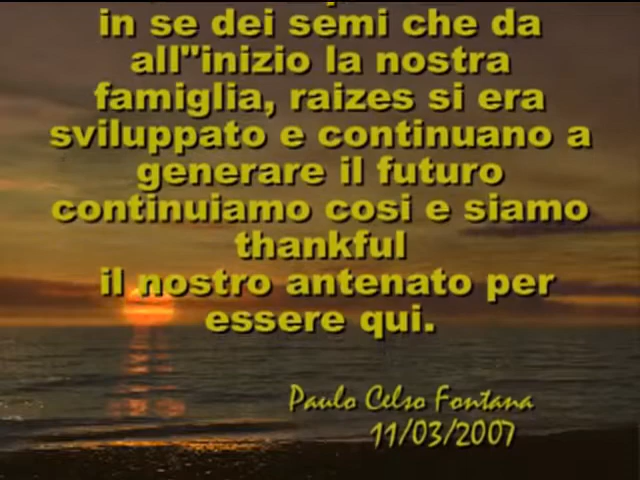 in se dei semi che da
all"inizio la nostra
famiglia, raizes si era
sviluppato e continuano a
generare il futuro
continuiamo cosi e siamo
thankful
il nostro antenato per
essere qui.
Paulo Celso Fontana
11/03/2007